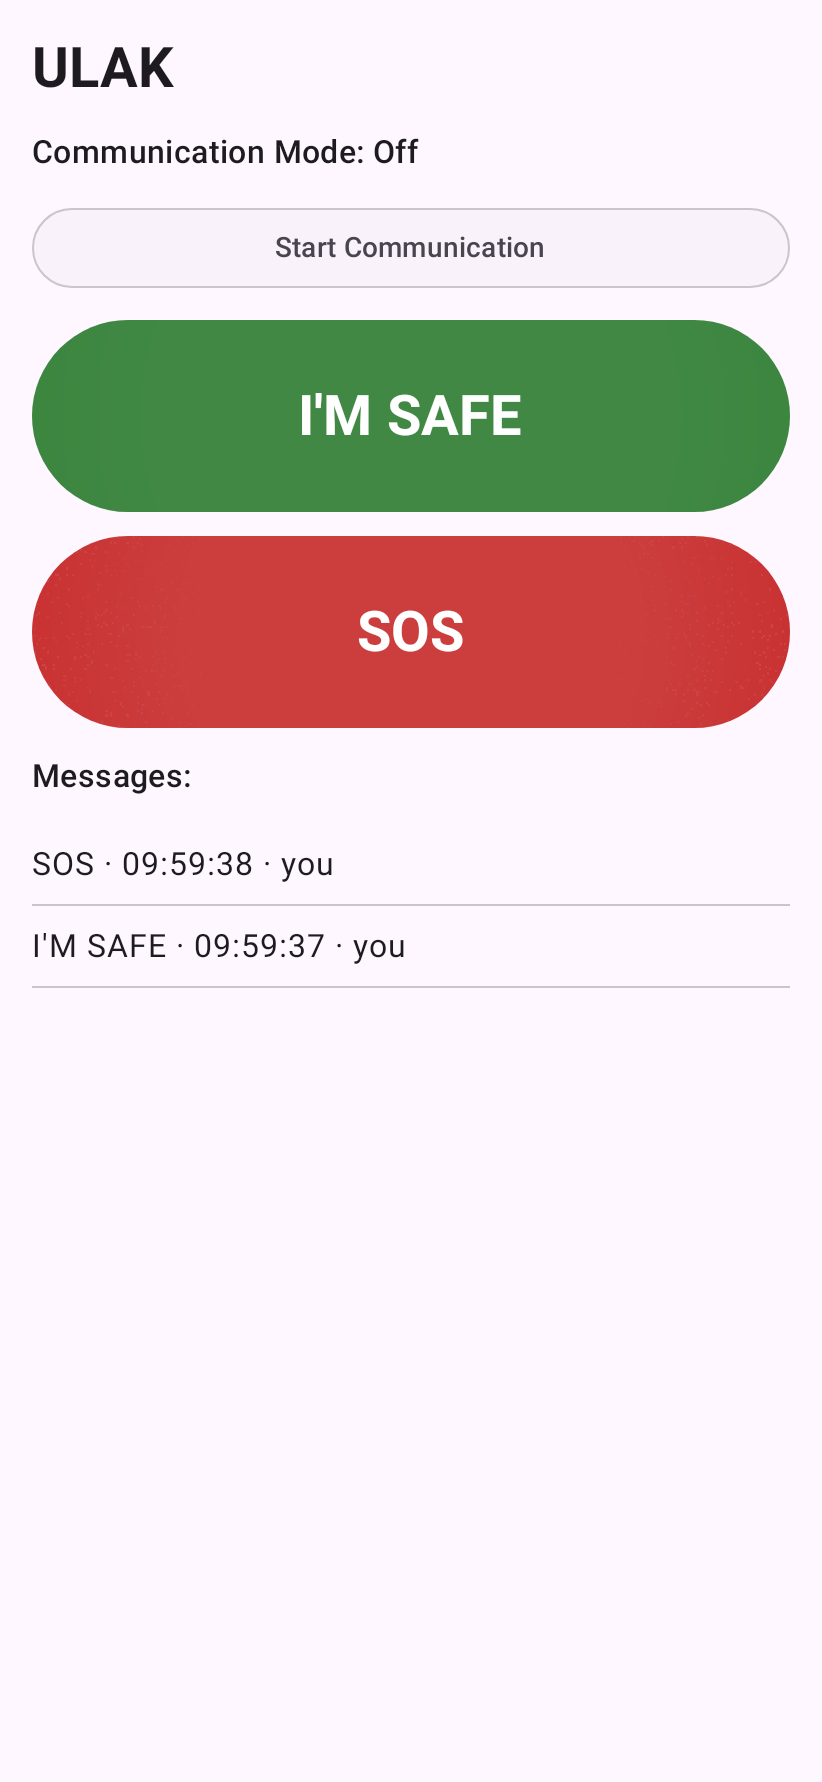 ULAK
Communication Mode: Off
Start Communication
I'M SAFE
SOS
Messages:
SOS · 09:59:38 · you
I'M SAFE · 09:59:37 · you